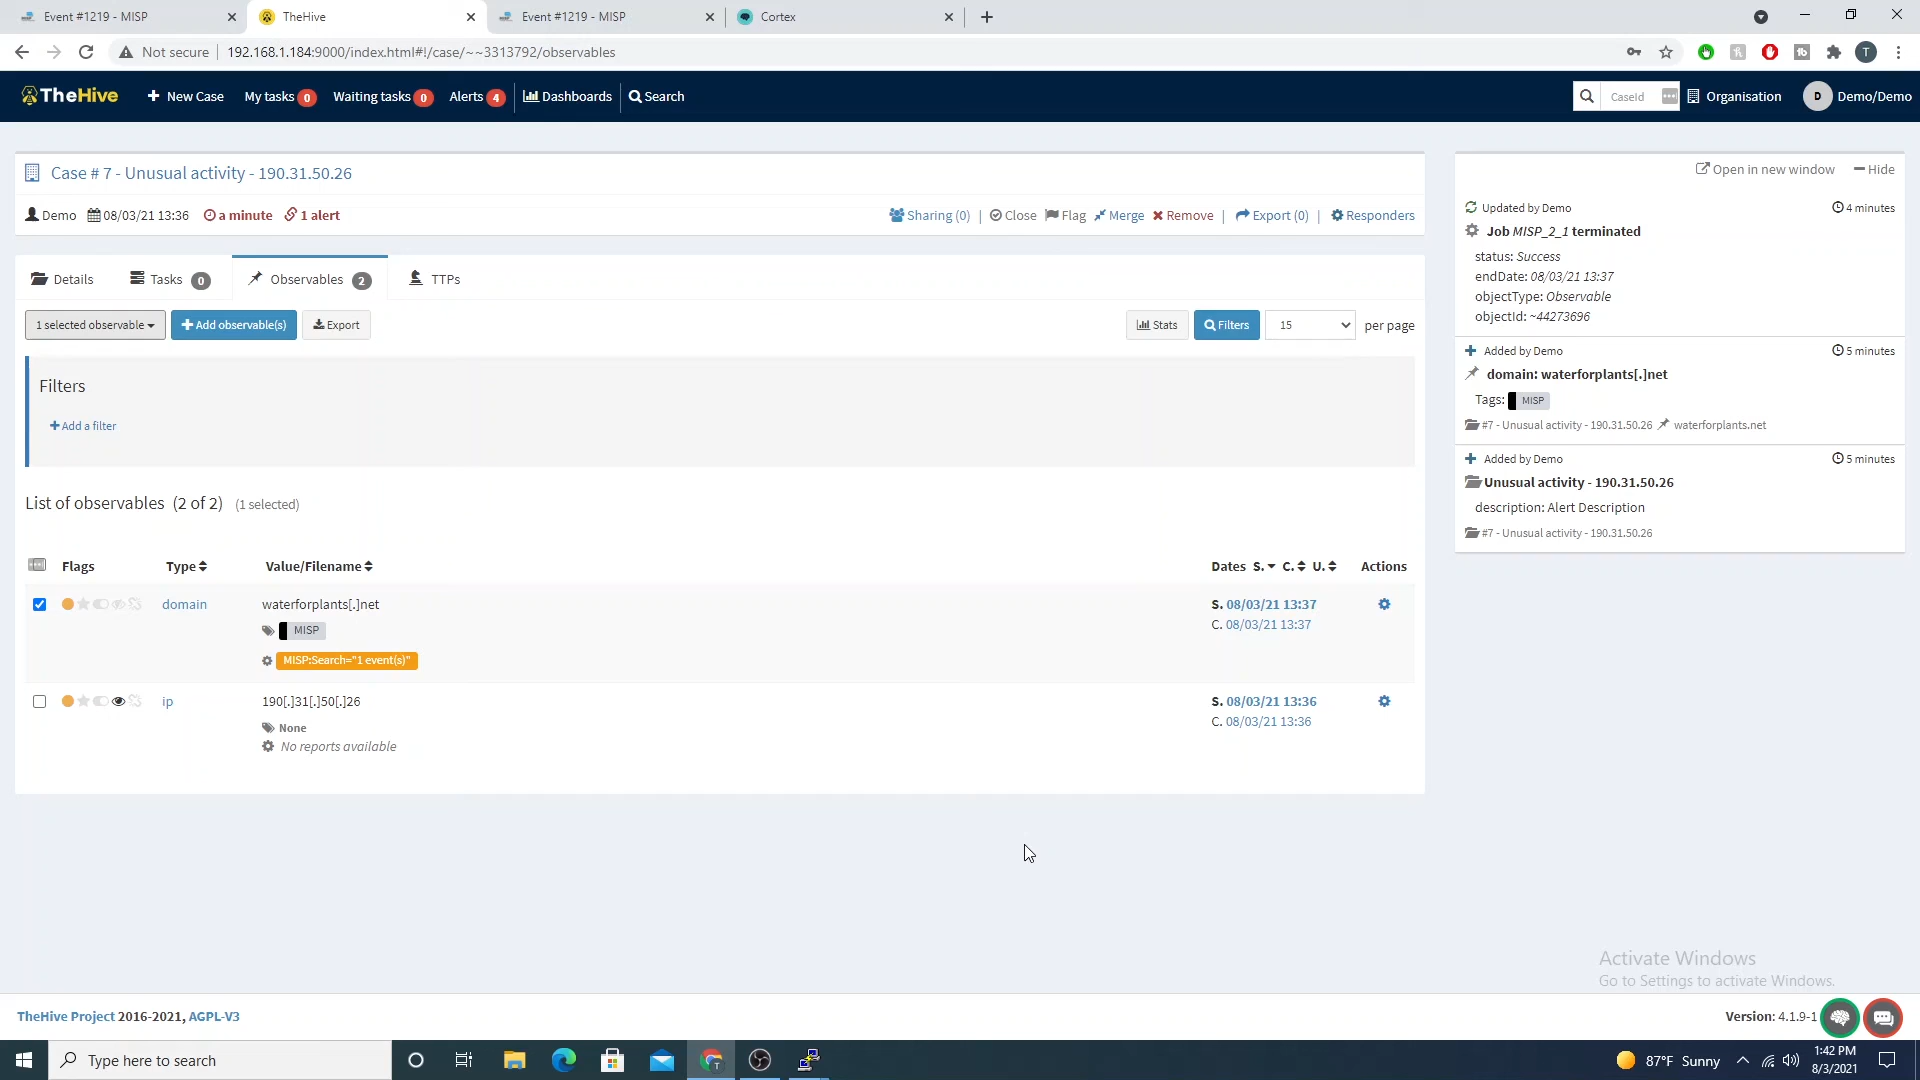 Event #1219 - MISP
TheHive
Event #1219 - MISP
Cortex
Not secure
192.168.1.184:9000/index.html#!/case/~~3313792/observables
T
TheHive
New Case
My tasks 0
Waiting tasks 0
Alerts 4
Dashboards
Search
CaseId
Organisation
D
Demo/Demo
Case # 7 - Unusual activity - 190.31.50.26
Demo 08/03/21 13:36 a minute 1 alert
Sharing (0) | Close Flag Merge Remove | Export (0) | Responders
Details
Tasks 0
Observables 2
TTPs
1 selected observable
Add observable(s)
Export
Stats
Filters
15
per page
Filters
Add a filter
List of observables (2 of 2) (1 selected)
Flags Type Value/Filename Dates S. C. U. Actions
domain waterforplants[.]net S. 08/03/21 13:37
MISP C. 08/03/21 13:37
MISP:Search="1 event(s)"
ip 190[.]31[.]50[.]26 S. 08/03/21 13:36
None C. 08/03/21 13:36
No reports available
Open in new window Hide
Updated by Demo 4 minutes
Job MISP_2_1 terminated
status: Success
endDate: 08/03/21 13:37
objectType: Observable
objectId: ~44273696
Added by Demo 5 minutes
domain: waterforplants[.]net
Tags: MISP
#7 - Unusual activity - 190.31.50.26 waterforplants.net
Added by Demo 5 minutes
Unusual activity - 190.31.50.26
description: Alert Description
#7 - Unusual activity - 190.31.50.26
Activate Windows
Go to Settings to activate Windows.
TheHive Project 2016-2021, AGPL-V3
Version: 4.1.9-1
Type here to search
87°F Sunny
1:42 PM
8/3/2021